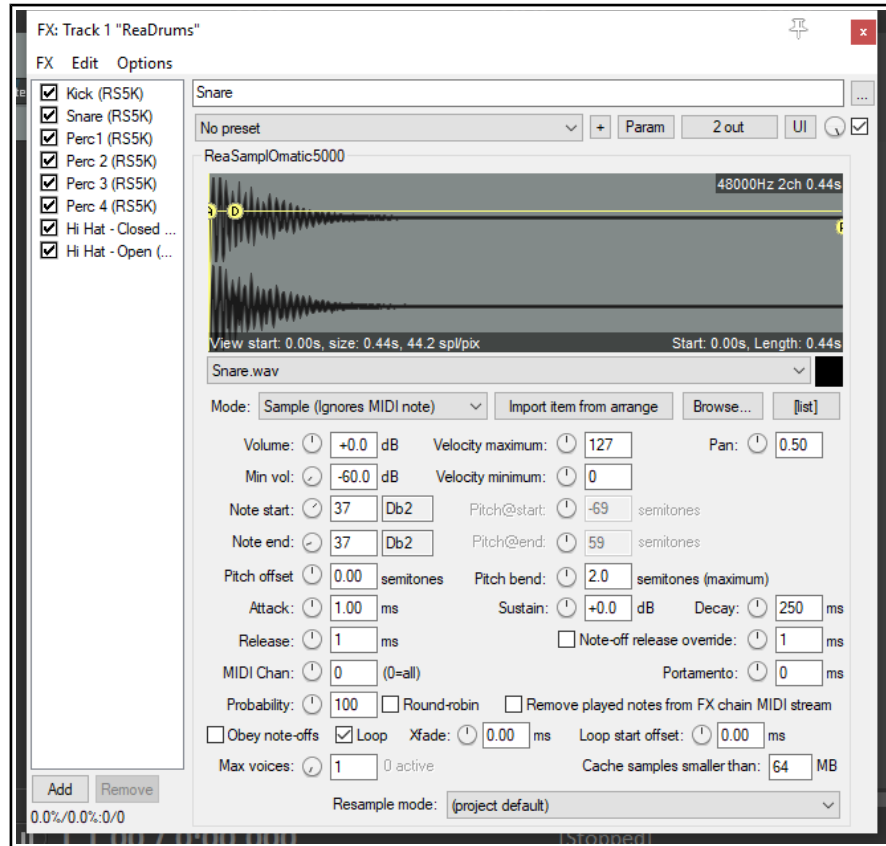 FX: Track 1 "ReaDrums"
x
FX Edit Options
Kick (RS5K)
Snare (RS5K)
Perc1 (RS5K)
Perc 2 (RS5K)
Perc 3 (RS5K)
Perc 4 (RS5K)
Hi Hat - Closed ...
Hi Hat - Open (...
Add Remove
0.0%/0.0%:0/0
Snare ...
No preset + Param 2 out UI
ReaSamplOmatic5000
48000Hz 2ch 0.44s
A D
View start: 0.00s, size: 0.44s, 44.2 spl/pix Start: 0.00s, Length: 0.44s
Snare.wav
Mode: Sample (Ignores MIDI note) Import item from arrange Browse... [list]
Volume: +0.0 dB Velocity maximum: 127 Pan: 0.50
Min vol: -60.0 dB Velocity minimum: 0
Note start: 37 Db2 Pitch@start: -69 semitones
Note end: 37 Db2 Pitch@end: 59 semitones
Pitch offset 0.00 semitones Pitch bend: 2.0 semitones (maximum)
Attack: 1.00 ms Sustain: +0.0 dB Decay: 250 ms
Release: 1 ms Note-off release override: 1 ms
MIDI Chan: 0 (0=all) Portamento: 0 ms
Probability: 100 Round-robin Remove played notes from FX chain MIDI stream
Obey note-offs Loop Xfade: 0.00 ms Loop start offset: 0.00 ms
Max voices: 1 0 active Cache samples smaller than: 64 MB
Resample mode: (project default)
[Stopped]